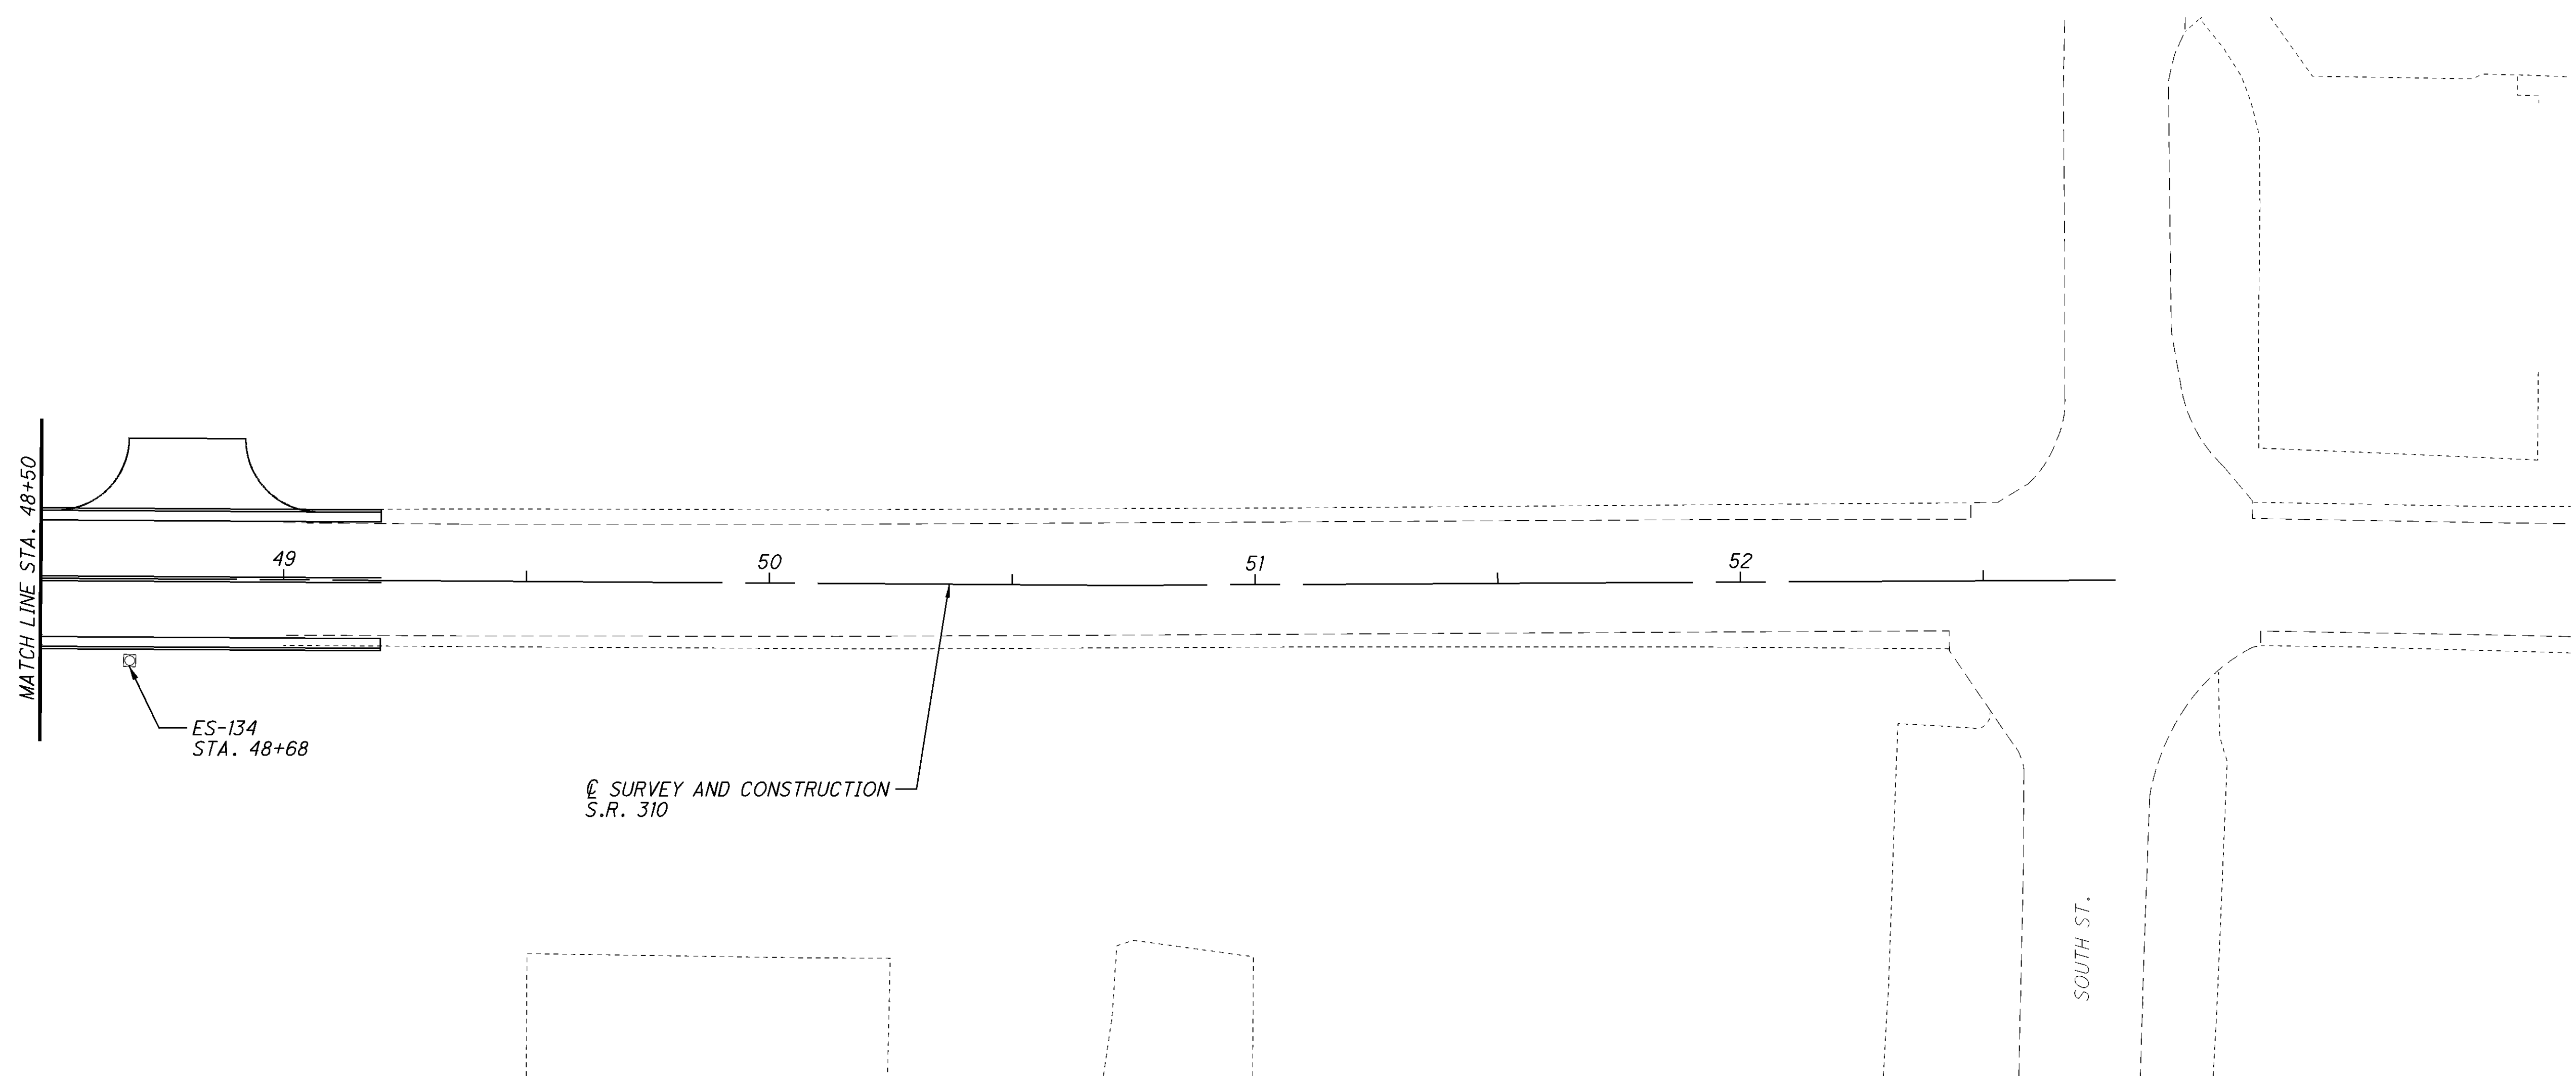 MATCH LINE STA. 48+50
49
50
51
52
ES-134
STA. 48+68
℄ SURVEY AND CONSTRUCTION
S.R. 310
SOUTH ST.